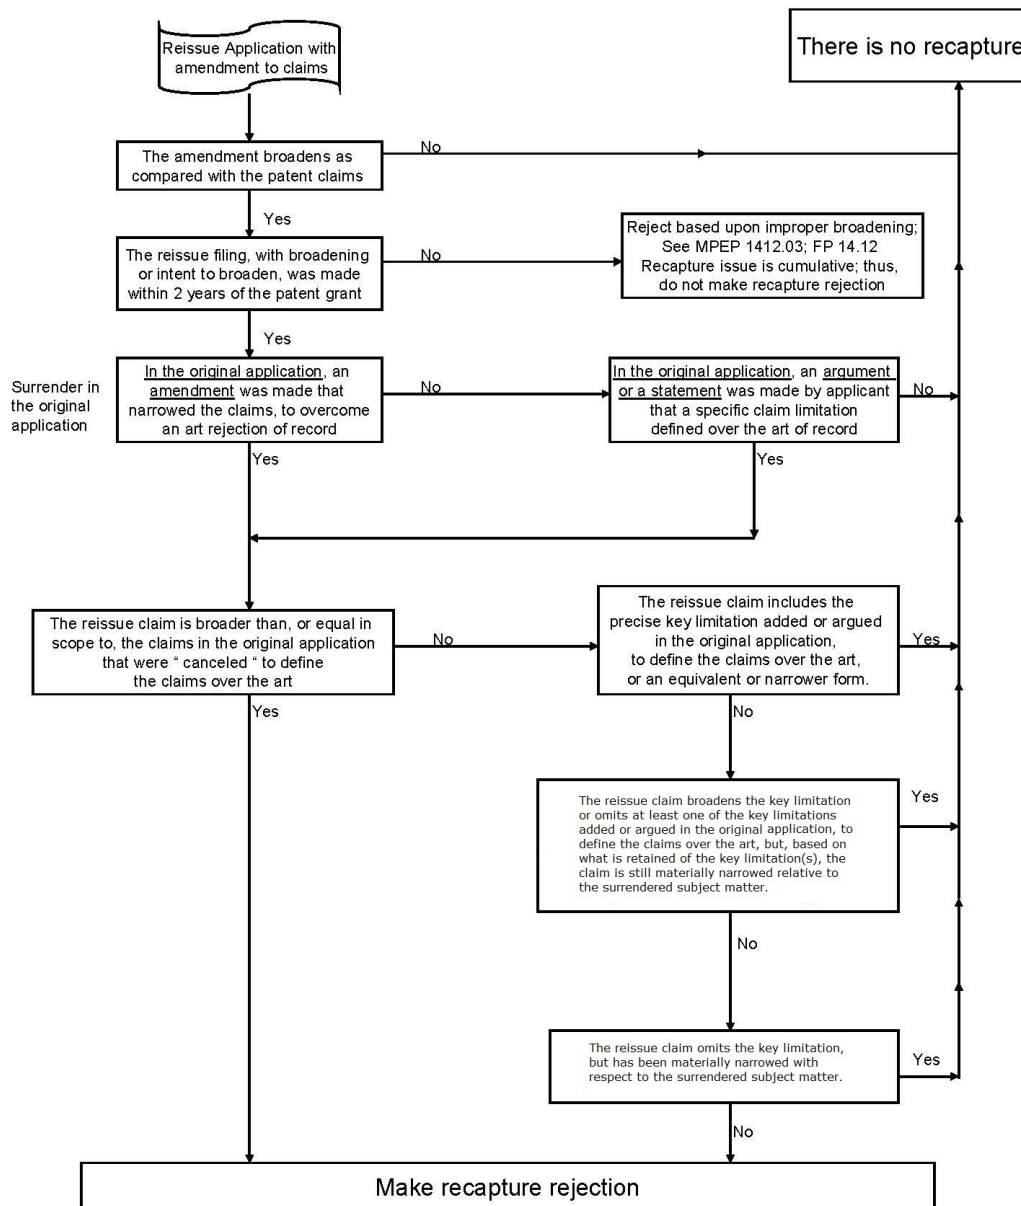 Reissue Application with
amendment to claims
There is no recapture
The amendment broadens as
compared with the patent claims
No
Yes
The reissue filing, with broadening
or intent to broaden, was made
within 2 years of the patent grant
No
Reject based upon improper broadening;
See MPEP 1412.03; FP 14.12
Recapture issue is cumulative; thus,
do not make recapture rejection
Yes
Surrender in
the original
application
In the original application, an
amendment was made that
narrowed the claims, to overcome
an art rejection of record
No
In the original application, an argument
or a statement was made by applicant
that a specific claim limitation
defined over the art of record
No
Yes
Yes
The reissue claim is broader than, or equal in
scope to, the claims in the original application
that were “ canceled “ to define
the claims over the art
No
The reissue claim includes the
precise key limitation added or argued
in the original application,
to define the claims over the art,
or an equivalent or narrower form.
Yes
Yes
No
The reissue claim broadens the key limitation
or omits at least one of the key limitations
added or argued in the original application, to
define the claims over the art, but, based on
what is retained of the key limitation(s), the
claim is still materially narrowed relative to
the surrendered subject matter.
Yes
No
The reissue claim omits the key limitation,
but has been materially narrowed with
respect to the surrendered subject matter.
Yes
No
Make recapture rejection